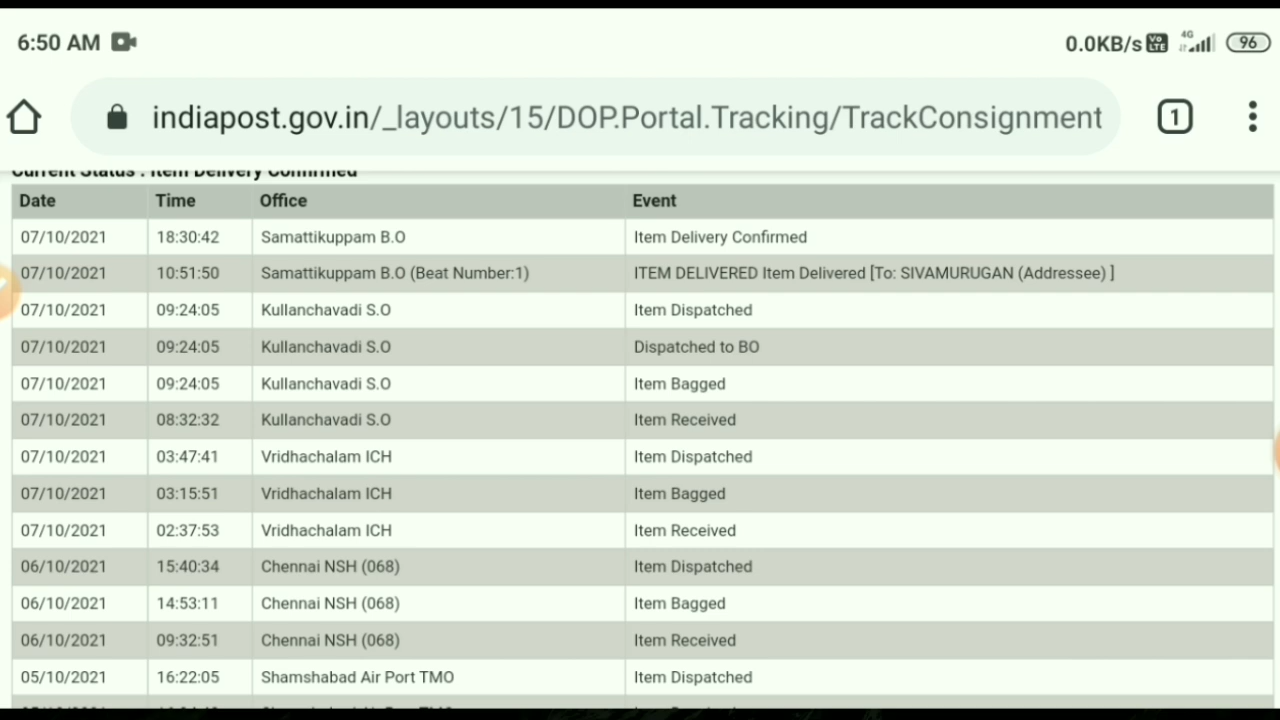 6:50 AM 0.0KB/s Vo LTE 4G 96
indiapost.gov.in/_layouts/15/DOP.Portal.Tracking/TrackConsignment 1
Current Status : Item Delivery Confirmed
Date Time Office Event
07/10/2021 18:30:42 Samattikuppam B.O Item Delivery Confirmed
07/10/2021 10:51:50 Samattikuppam B.O (Beat Number:1) ITEM DELIVERED Item Delivered [To: SIVAMURUGAN (Addressee) ]
07/10/2021 09:24:05 Kullanchavadi S.O Item Dispatched
07/10/2021 09:24:05 Kullanchavadi S.O Dispatched to BO
07/10/2021 09:24:05 Kullanchavadi S.O Item Bagged
07/10/2021 08:32:32 Kullanchavadi S.O Item Received
07/10/2021 03:47:41 Vridhachalam ICH Item Dispatched
07/10/2021 03:15:51 Vridhachalam ICH Item Bagged
07/10/2021 02:37:53 Vridhachalam ICH Item Received
06/10/2021 15:40:34 Chennai NSH (068) Item Dispatched
06/10/2021 14:53:11 Chennai NSH (068) Item Bagged
06/10/2021 09:32:51 Chennai NSH (068) Item Received
05/10/2021 16:22:05 Shamshabad Air Port TMO Item Dispatched